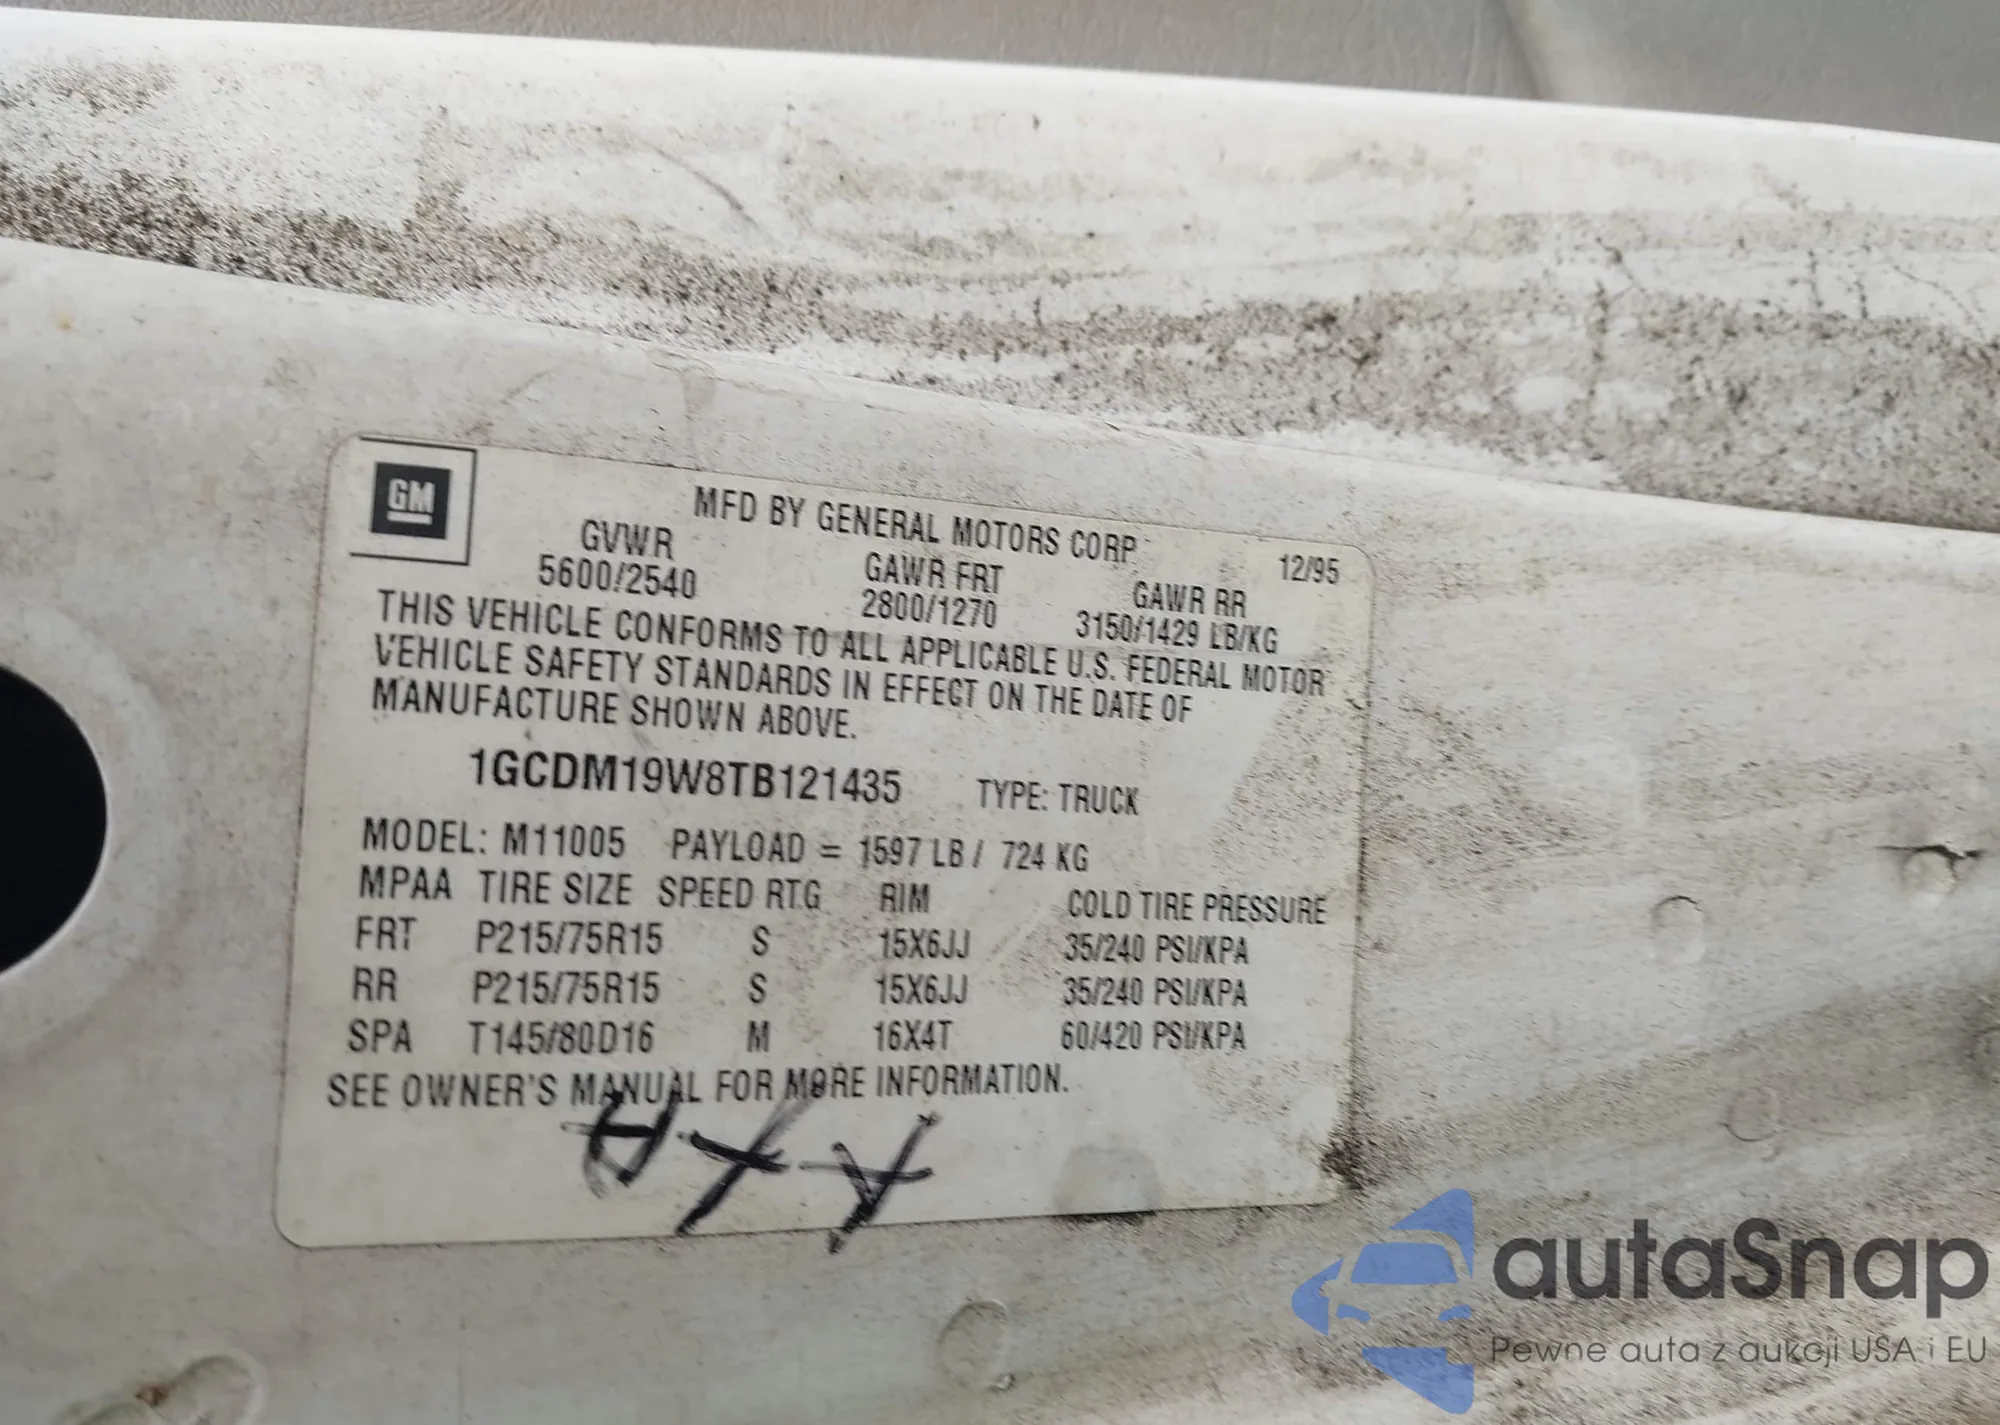 GM
MFD BY GENERAL MOTORS CORP 12/95
GVWR GAWR FRT GAWR RR
5600/2540 2800/1270 3150/1429 LB/KG
THIS VEHICLE CONFORMS TO ALL APPLICABLE U.S. FEDERAL MOTOR
VEHICLE SAFETY STANDARDS IN EFFECT ON THE DATE OF
MANUFACTURE SHOWN ABOVE.
1GCDM19W8TB121435 TYPE: TRUCK
MODEL: M11005 PAYLOAD = 1597 LB / 724 KG
MPAA TIRE SIZE SPEED RTG RIM COLD TIRE PRESSURE
FRT P215/75R15 S 15X6JJ 35/240 PSI/KPA
RR P215/75R15 S 15X6JJ 35/240 PSI/KPA
SPA T145/80D16 M 16X4T 60/420 PSI/KPA
SEE OWNER'S MANUAL FOR MORE INFORMATION.
autaSnap
Pewne auta z aukcji USA i EU